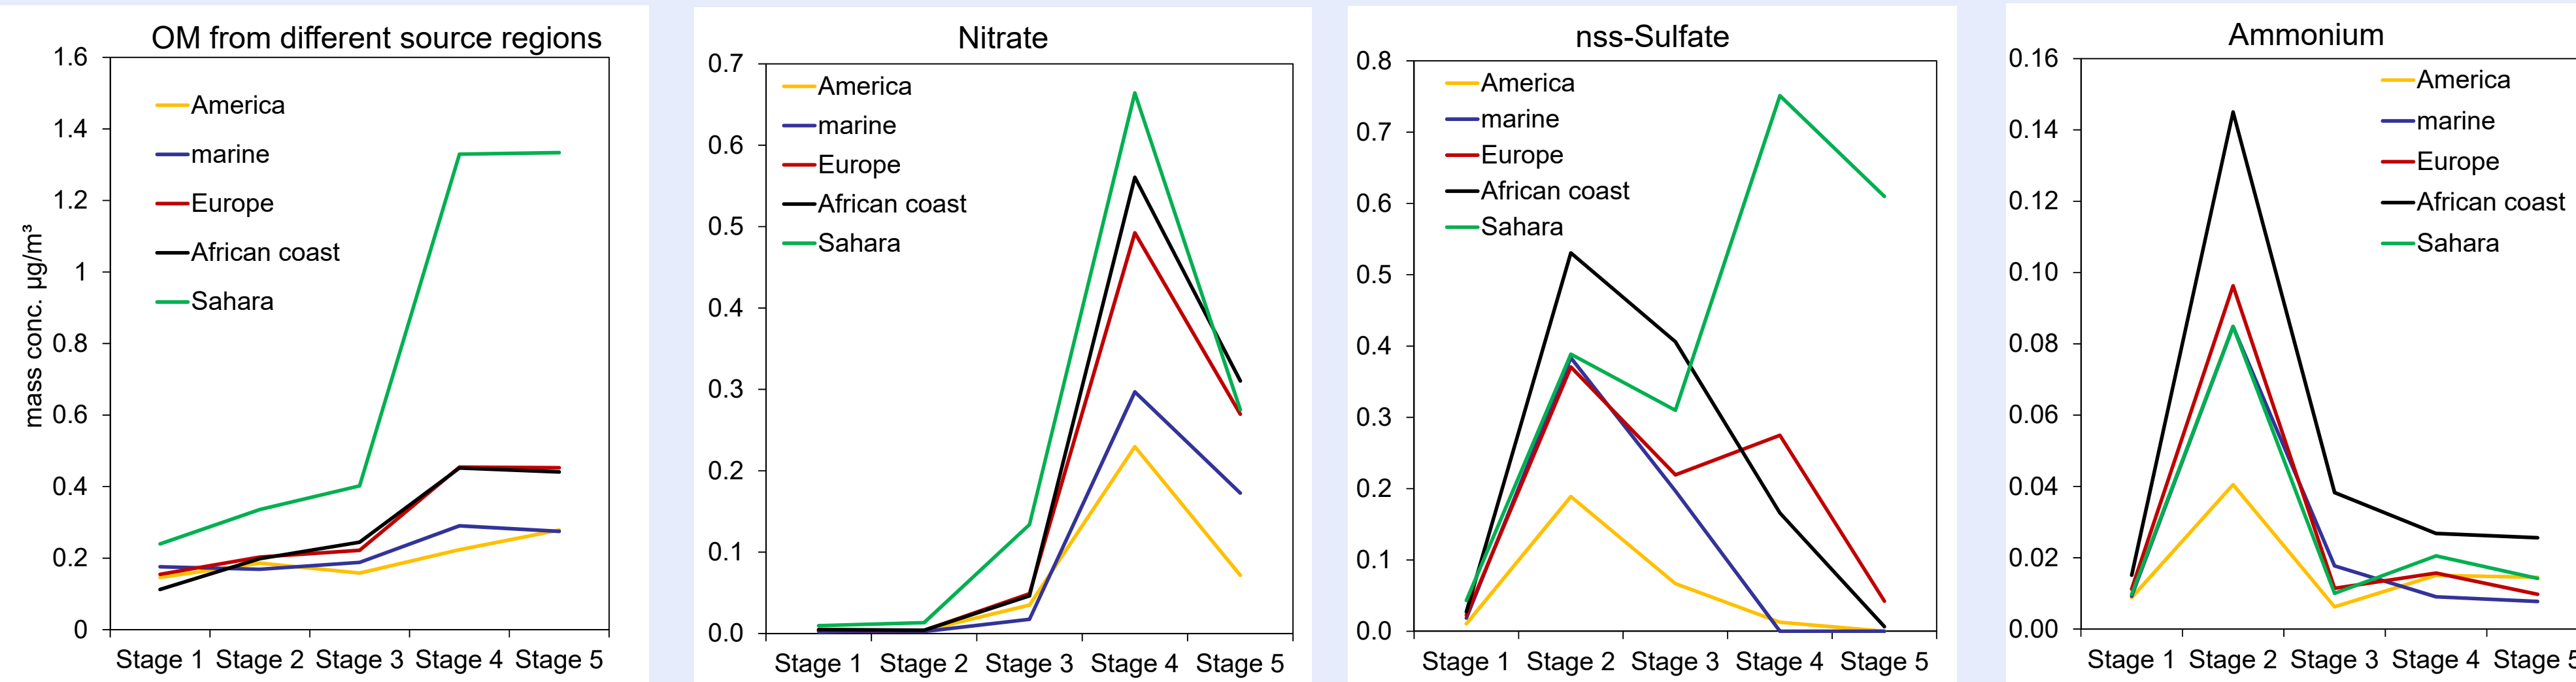 OM from different source regions
1.6
1.4
1.2
1
0.8
0.6
0.4
0.2
0
mass conc. µg/m³
America
marine
Europe
African coast
Sahara
Stage 1 Stage 2 Stage 3 Stage 4 Stage 5
Nitrate
0.7
0.6
0.5
0.4
0.3
0.2
0.1
0.0
America
marine
Europe
African coast
Sahara
Stage 1 Stage 2 Stage 3 Stage 4 Stage 5
nss-Sulfate
0.8
0.7
0.6
0.5
0.4
0.3
0.2
0.1
0.0
America
marine
Europe
African coast
Sahara
Stage 1 Stage 2 Stage 3 Stage 4 Stage 5
Ammonium
0.16
0.14
0.12
0.10
0.08
0.06
0.04
0.02
0.00
America
marine
Europe
African coast
Sahara
Stage 1 Stage 2 Stage 3 Stage 4 Stage 5